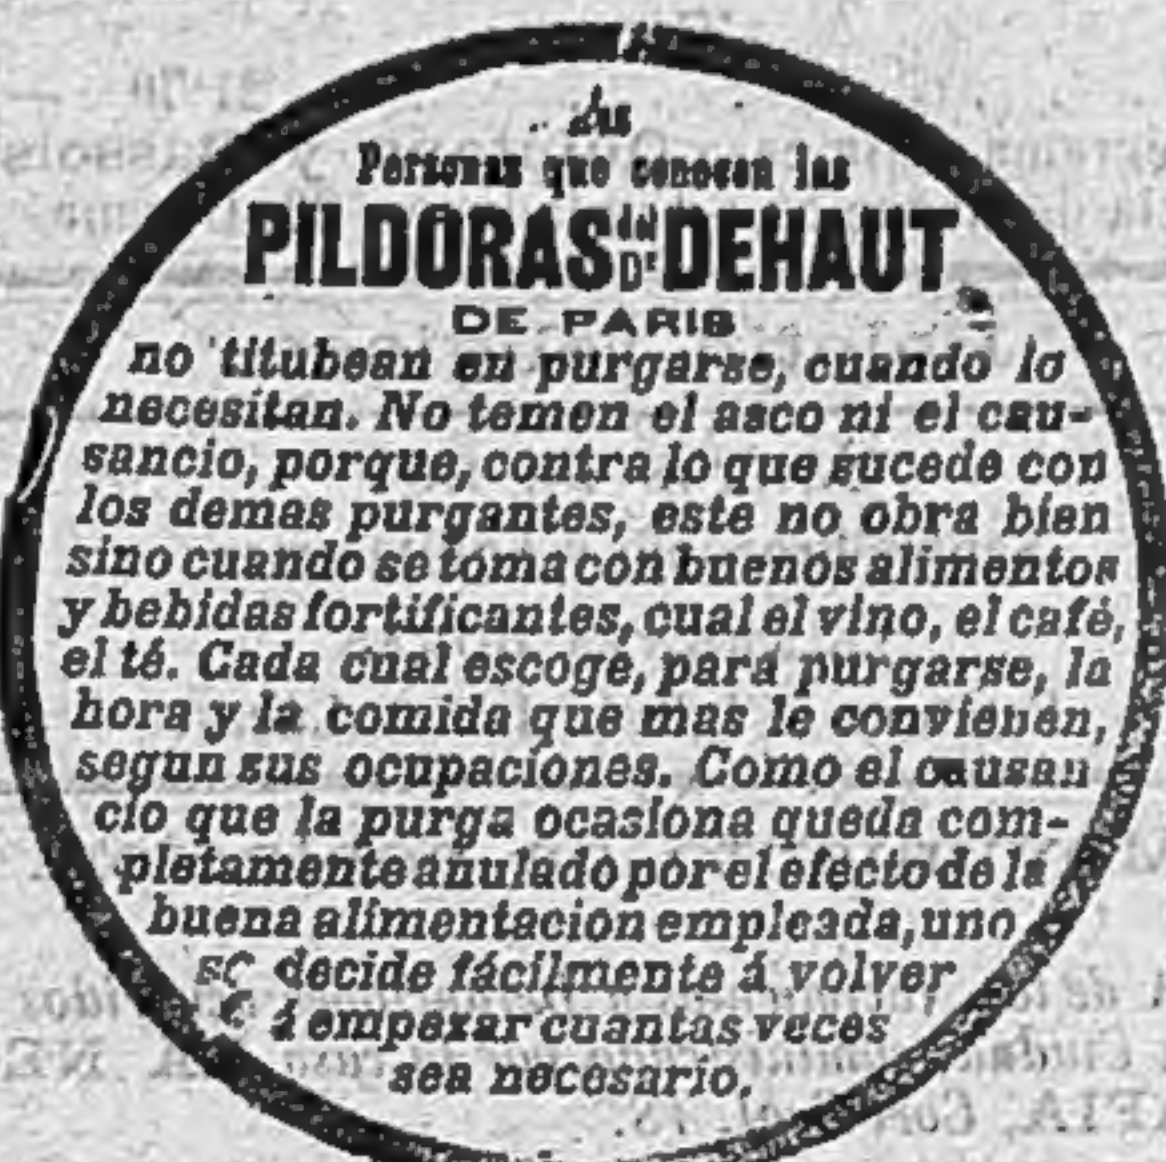 Las
Personas que conocen las
PILDORAS del Dr DEHAUT
DE PARIS
no titubean en purgarse, cuando lo
necesitan. No temen el asco ni el cau-
sancio, porque, contra lo que sucede con
los demas purgantes, este no obra bien
sino cuando se toma con buenos alimentos
y bebidas fortificantes, cual el vino, el café,
el té. Cada cual escoge, para purgarse, la
hora y la comida que mas le convienen,
segun sus ocupaciones. Como el causan
cio que la purga ocasiona queda com-
pletamente anulado por el efecto de la
buena alimentacion empleada, uno
se decide fácilmente á volver
á empezar cuantas veces
sea necesario.